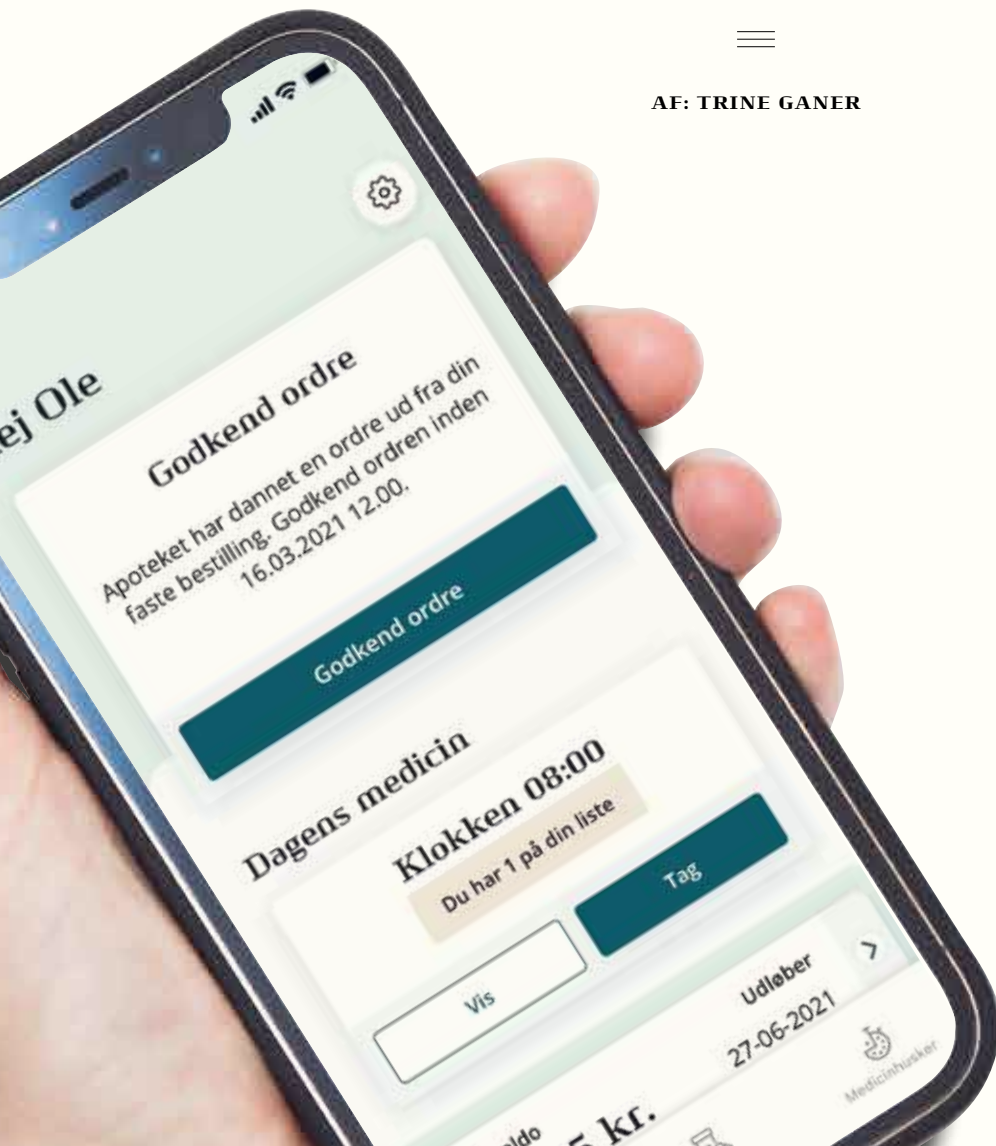 AF: TRINE GANER
Hej Ole
Godkend ordre
Apoteket har dannet en ordre ud fra din
faste bestilling. Godkend ordren inden
16.03.2021 12.00.
Godkend ordre
Dagens medicin
Klokken 08:00
Du har 1 på din liste
Vis
Tag
Udløber
27-06-2021
kr.
Medicinhusker